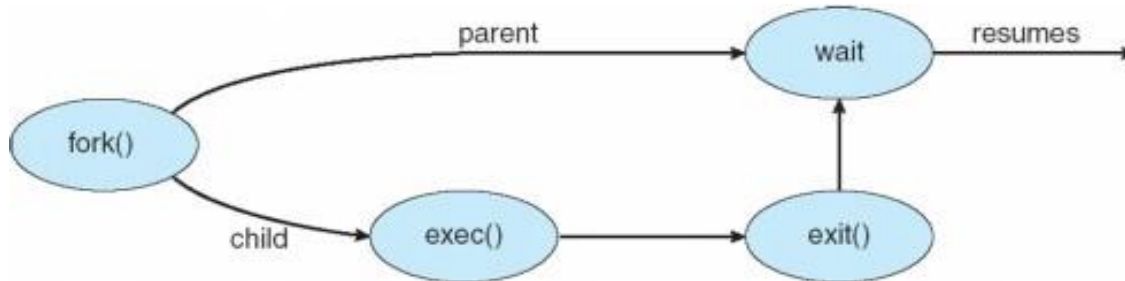 parent
wait
resumes
fork()
child
exec()
exit()